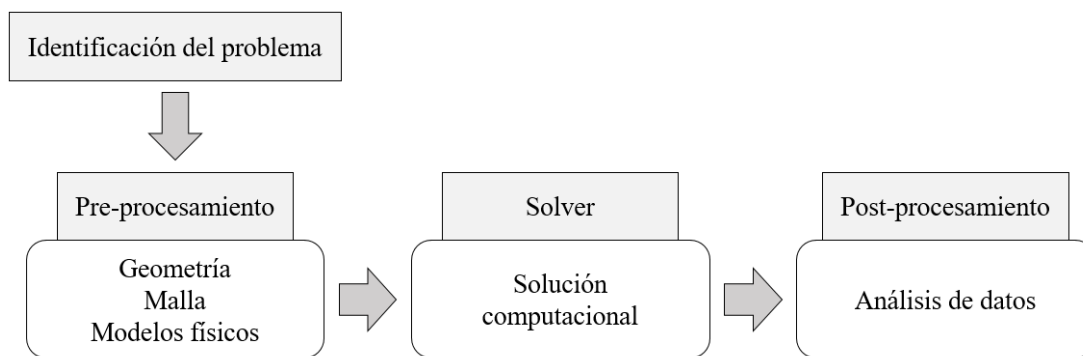 Identificación del problema
Pre-procesamiento
Geometría
Malla
Modelos físicos
Solver
Solución
computacional
Post-procesamiento
Análisis de datos